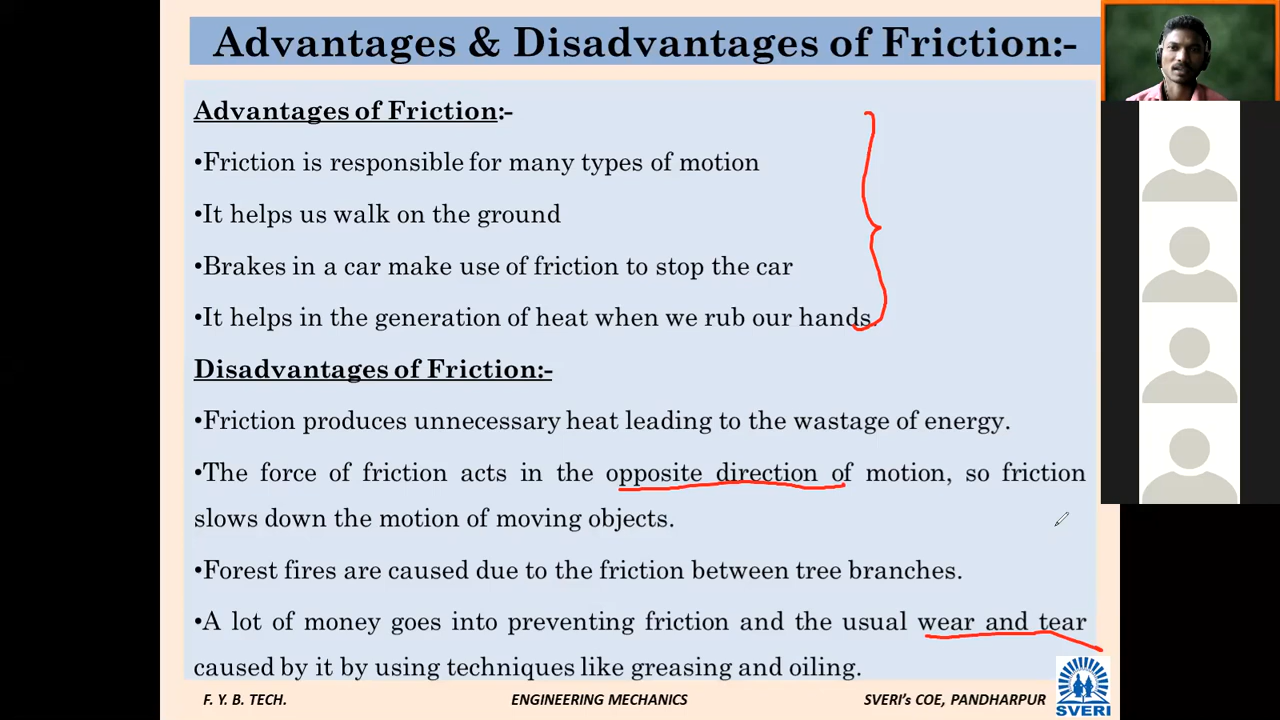 Advantages & Disadvantages of Friction:-
Advantages of Friction:-
•Friction is responsible for many types of motion
•It helps us walk on the ground
•Brakes in a car make use of friction to stop the car
•It helps in the generation of heat when we rub our hands.
Disadvantages of Friction:-
•Friction produces unnecessary heat leading to the wastage of energy.
•The force of friction acts in the opposite direction of motion, so friction
slows down the motion of moving objects.
•Forest fires are caused due to the friction between tree branches.
•A lot of money goes into preventing friction and the usual wear and tear
caused by it by using techniques like greasing and oiling.
F. Y. B. TECH. ENGINEERING MECHANICS SVERI's COE, PANDHARPUR
SVERI